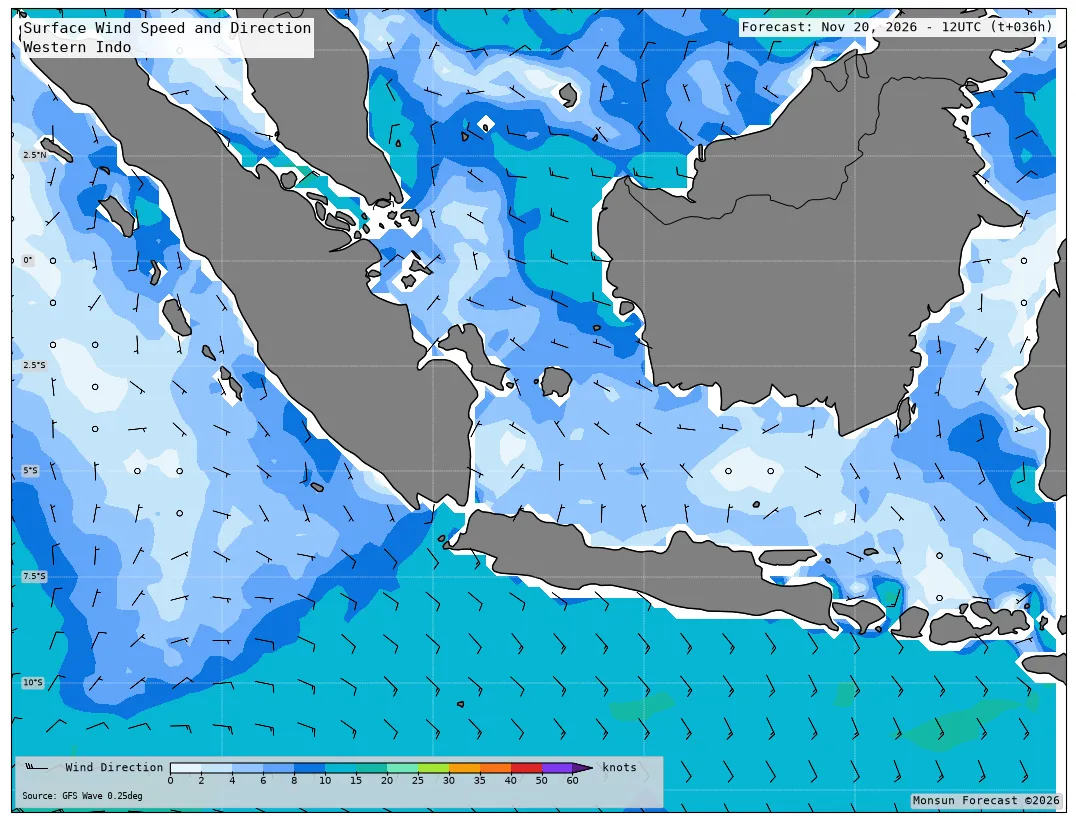 Surface Wind Speed and Direction
Western Indo
Forecast: Nov 20, 2026 - 12UTC (t+036h)
2.5°N
0°
2.5°S
5°S
7.5°S
10°S
Wind Direction
0 2 4 6 8 10 15 20 25 30 35 40 50 60
knots
Source: GFS Wave 0.25deg
Monsun Forecast ©2026